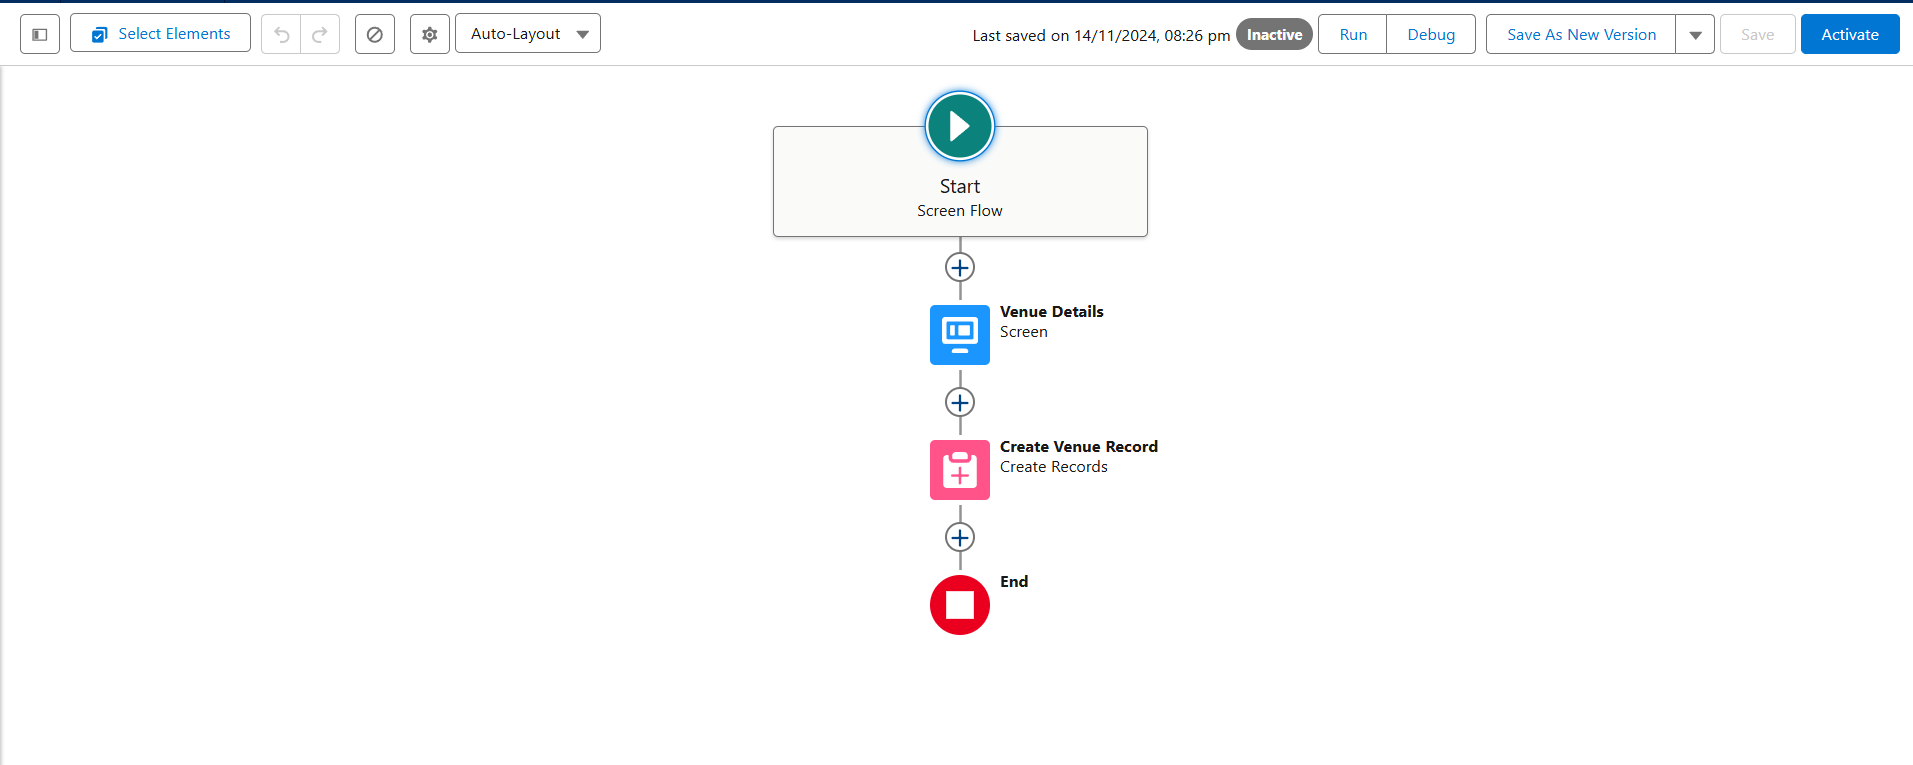 Select Elements
Auto-Layout
Last saved on 14/11/2024, 08:26 pm
Inactive
Run
Debug
Save As New Version
Save
Activate
Start
Screen Flow
Venue Details
Screen
Create Venue Record
Create Records
End